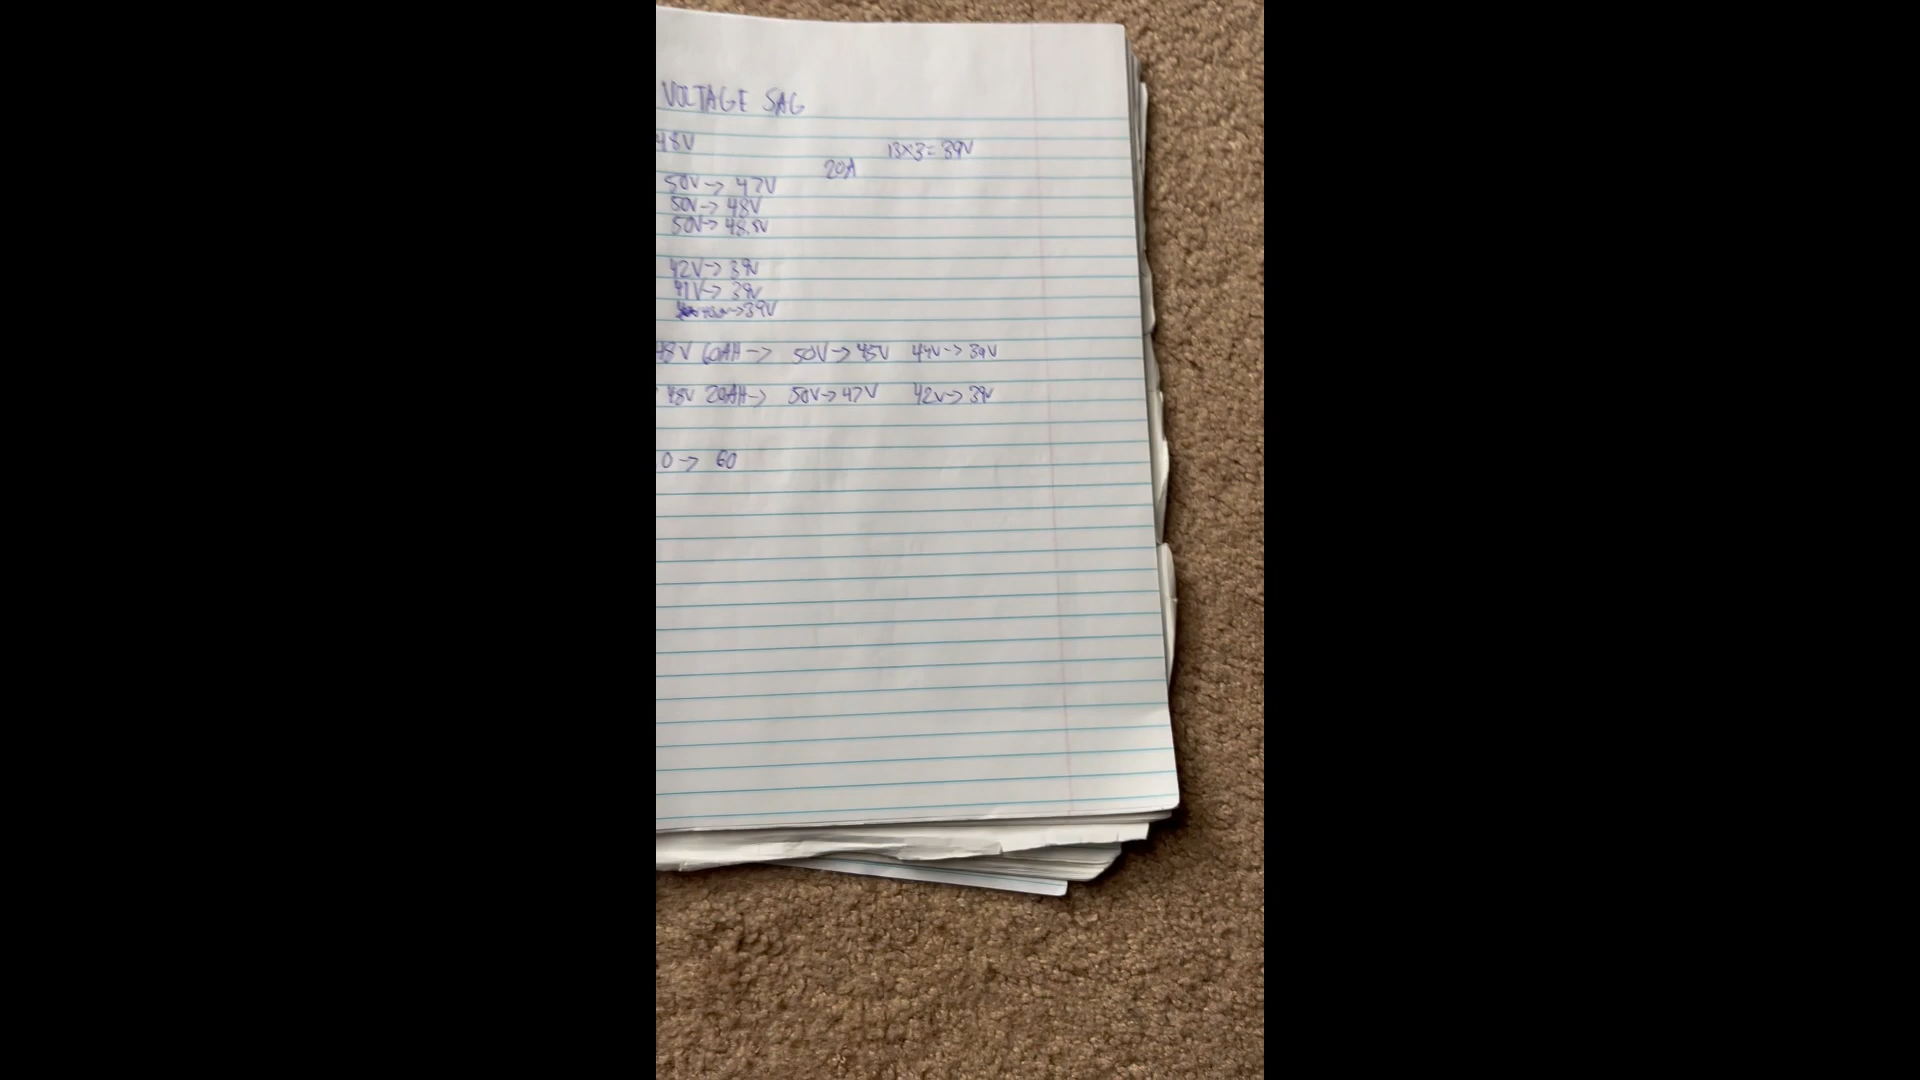 VOLTAGE SAG
48V
13x3=39V
20A
50V-> 47V
50V-> 48V
50V-> 48.8V
42V-> 39V
41V-> 39V
->39V
48V 60AH-> 50V->45V 44V->39V
48V 20AH-> 50V->47V 42V->39V
0-> 60